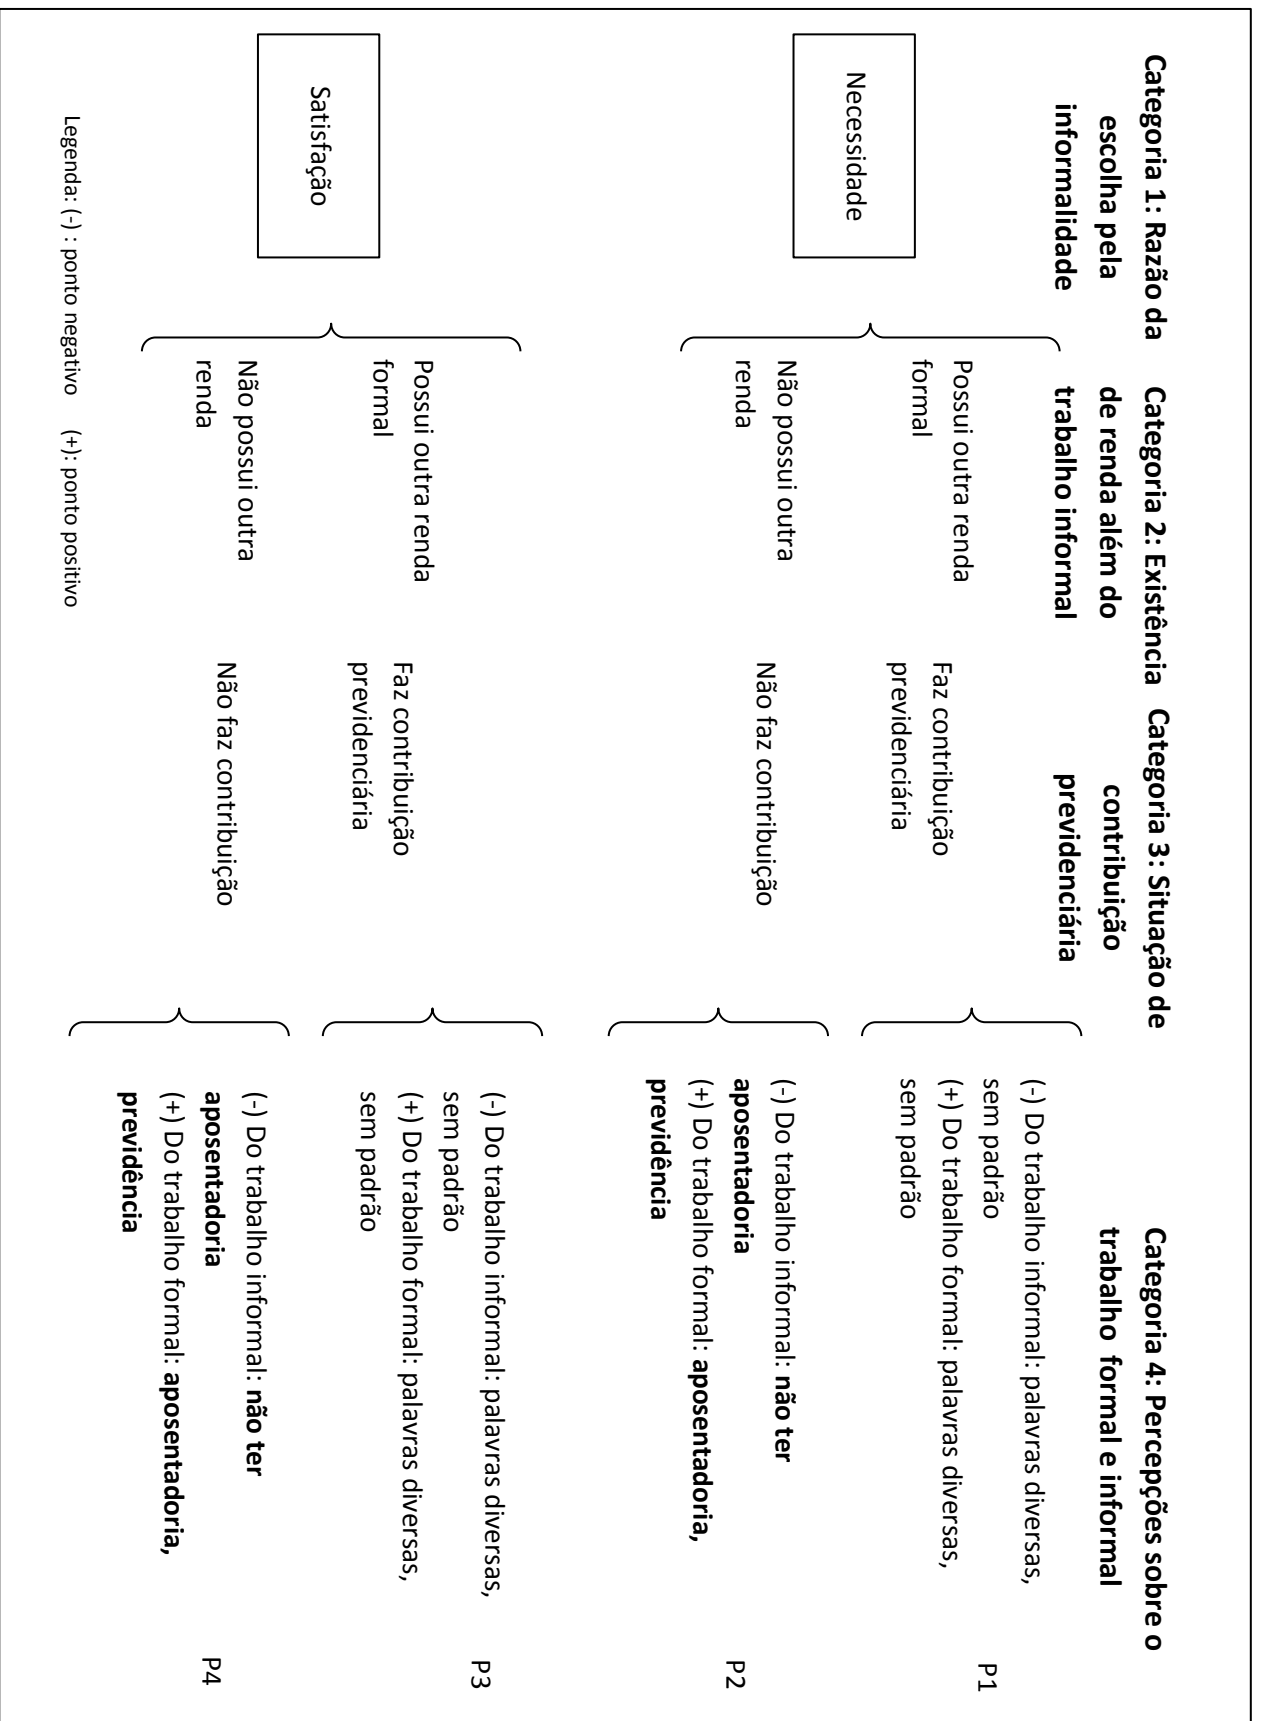 Categoria 1: Razão da
escolha pela
informalidade
Categoria 2: Existência
de renda além do
trabalho informal
Categoria 3: Situação de
contribuição
previdenciária
Categoria 4: Percepções sobre o
trabalho formal e informal
Necessidade
Possui outra renda
formal
Não possui outra
renda
Faz contribuição
previdenciária
Não faz contribuição
(-) Do trabalho informal: palavras diversas,
sem padrão
(+) Do trabalho formal: palavras diversas,
sem padrão
P1
(-) Do trabalho informal: não ter
aposentadoria
(+) Do trabalho formal: aposentadoria,
previdência
P2
Satisfação
Possui outra renda
formal
Não possui outra
renda
Faz contribuição
previdenciária
Não faz contribuição
(-) Do trabalho informal: palavras diversas,
sem padrão
(+) Do trabalho formal: palavras diversas,
sem padrão
P3
(-) Do trabalho informal: não ter
aposentadoria
(+) Do trabalho formal: aposentadoria,
previdência
P4
Legenda: (-) : ponto negativo (+): ponto positivo